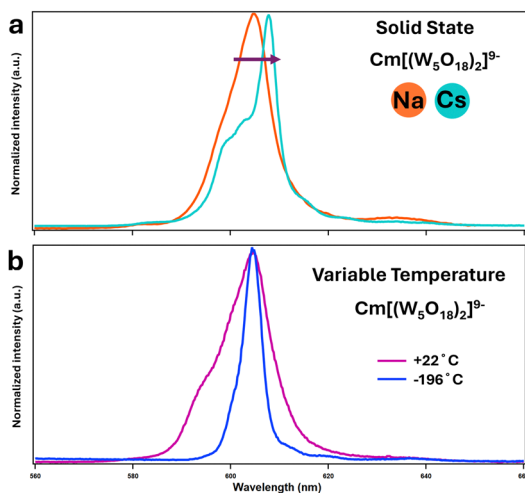 a
Solid State
Cm[(W₅O₁₈)₂]⁹⁻
Na Cs
Normalized intensity (a.u.)
b
Variable Temperature
Cm[(W₅O₁₈)₂]⁹⁻
+22˚C
-196˚C
Normalized intensity (a.u.)
560 580 600 620 640
Wavelength (nm)